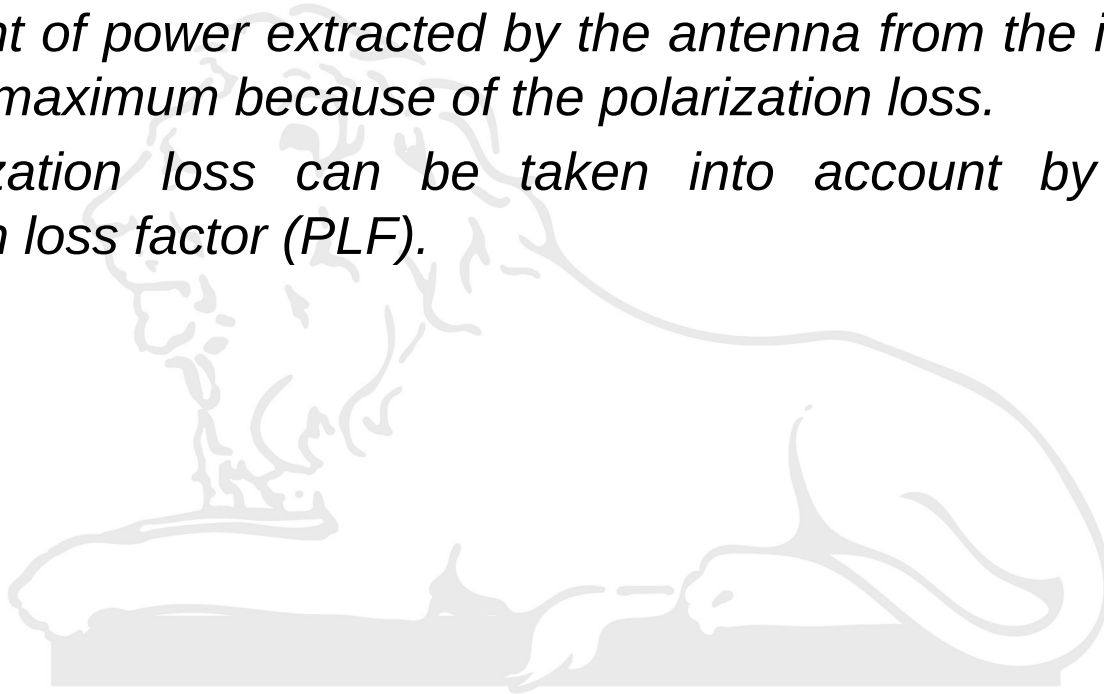 nt of power extracted by the antenna from the i
maximum because of the polarization loss.
zation loss can be taken into account by
n loss factor (PLF).